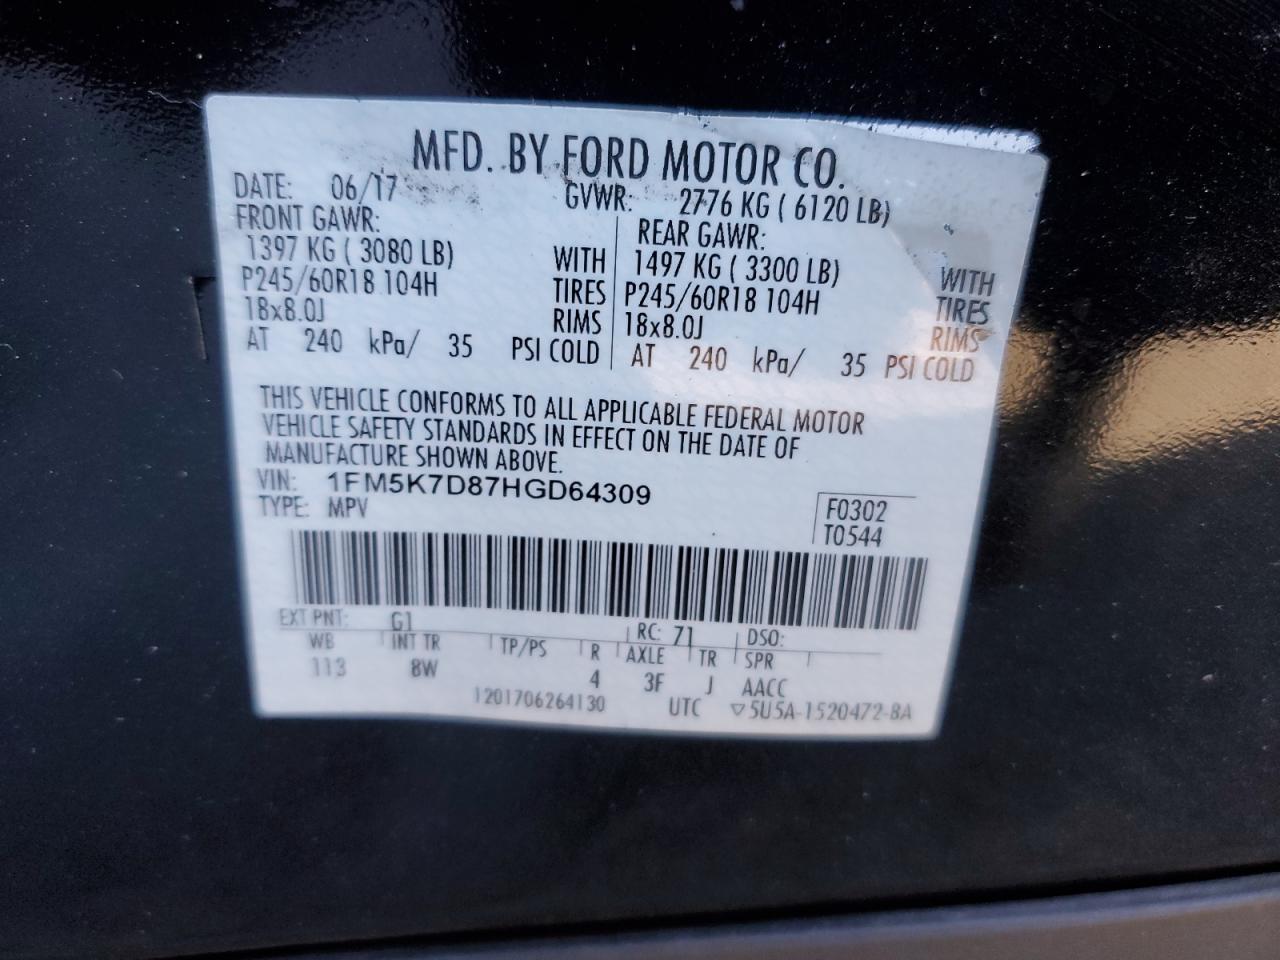 MFD. BY FORD MOTOR CO.
DATE: 06/17 GVWR: 2776 KG ( 6120 LB)
FRONT GAWR: REAR GAWR:
1397 KG ( 3080 LB) WITH 1497 KG ( 3300 LB) WITH
P245/60R18 104H TIRES P245/60R18 104H TIRES
18x8.0J RIMS 18x8.0J RIMS
AT 240 kPa/ 35 PSI COLD AT 240 kPa/ 35 PSI COLD
THIS VEHICLE CONFORMS TO ALL APPLICABLE FEDERAL MOTOR
VEHICLE SAFETY STANDARDS IN EFFECT ON THE DATE OF
MANUFACTURE SHOWN ABOVE.
VIN: 1FM5K7D87HGD64309
TYPE: MPV
F0302
T0544
EXT PNT: G1 RC: 71 DSO:
WB INT TR TP/PS R AXLE TR SPR
113 8W 4 3F J AACC
1201706264130 UTC ▽5U5A-1520472-BA